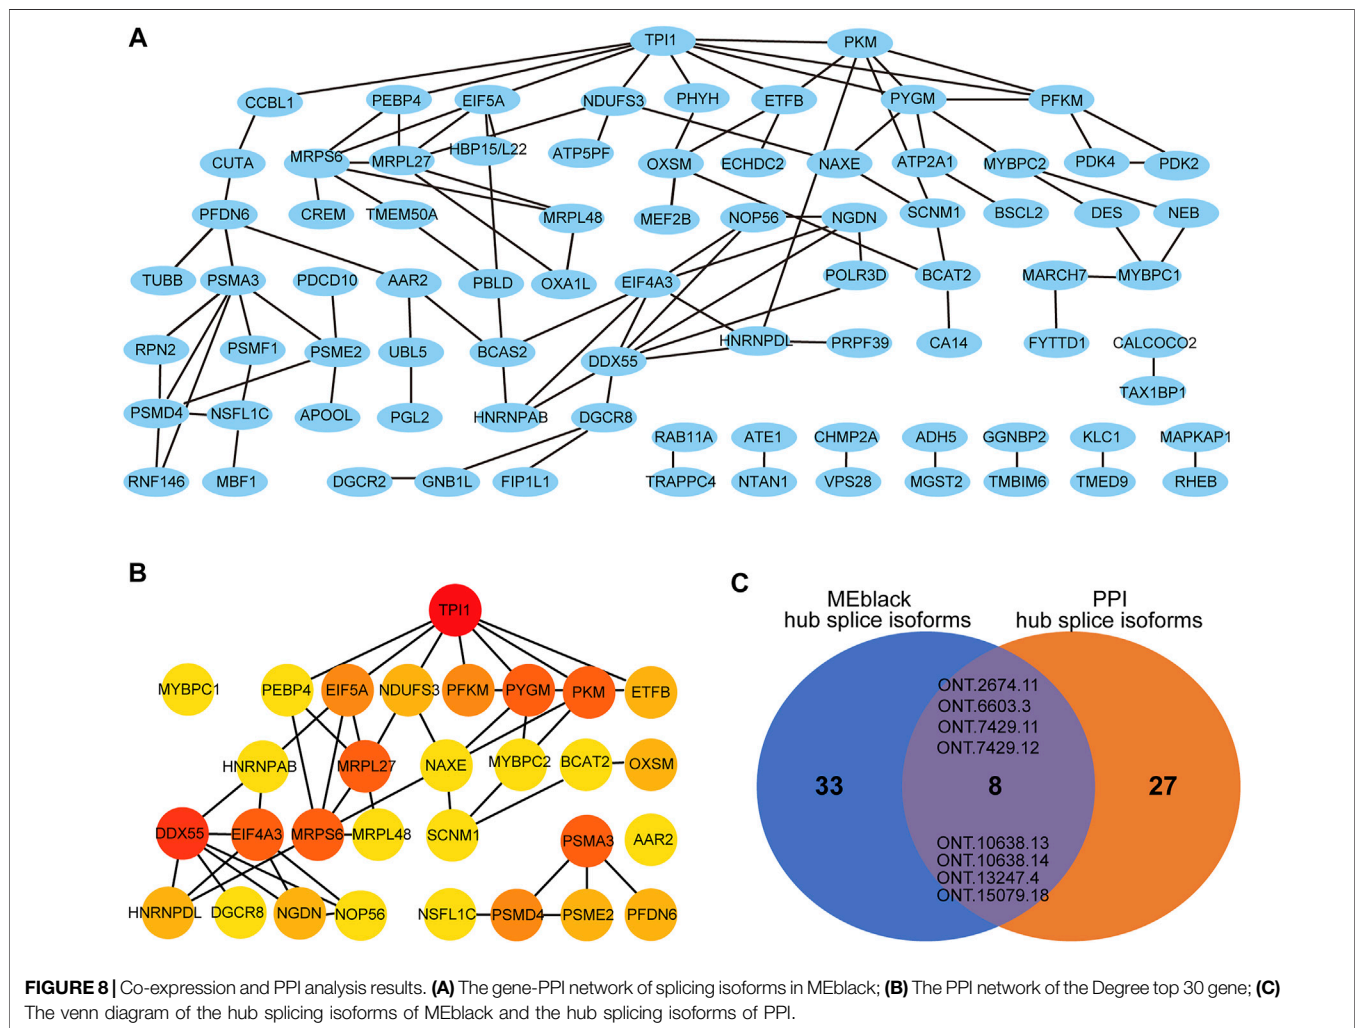 A
TPI1 PKM
CCBL1 PEBP4 EIF5A NDUFS3 PHYH ETFB PYGM PFKM
CUTA MRPS6 MRPL27 HBP15/L22 ATP5PF OXSM ECHDC2 NAXE ATP2A1 MYBPC2 PDK4 PDK2
PFDN6 CREM TMEM50A MRPL48 MEF2B NOP56 NGDN SCNM1 BSCL2 DES NEB
TUBB PSMA3 PDCD10 AAR2 PBLD OXA1L EIF4A3 POLR3D BCAT2 MARCH7 MYBPC1
RPN2 PSMF1 PSME2 UBL5 BCAS2 DDX55 HNRNPDL PRPF39 CA14 FYTTD1 CALCOCO2
TAX1BP1
PSMD4 NSFL1C APOOL PGL2 HNRNPAB DGCR8
RAB11A ATE1 CHMP2A ADH5 GGNBP2 KLC1 MAPKAP1
RNF146 MBF1 DGCR2 GNB1L FIP1L1 TRAPPC4 NTAN1 VPS28 MGST2 TMBIM6 TMED9 RHEB
B
TPI1
MYBPC1 PEBP4 EIF5A NDUFS3 PFKM PYGM PKM ETFB
HNRNPAB MRPL27 NAXE MYBPC2 BCAT2 OXSM
DDX55 EIF4A3 MRPS6 MRPL48 SCNM1 PSMA3 AAR2
HNRNPDL DGCR8 NGDN NOP56 NSFL1C PSMD4 PSME2 PFDN6
C
MEblack
hub splice isoforms
PPI
hub splice isoforms
ONT.2674.11
ONT.6603.3
ONT.7429.11
ONT.7429.12
33 8 27
ONT.10638.13
ONT.10638.14
ONT.13247.4
ONT.15079.18
FIGURE 8 | Co-expression and PPI analysis results. (A) The gene-PPI network of splicing isoforms in MEblack; (B) The PPI network of the Degree top 30 gene; (C)
The venn diagram of the hub splicing isoforms of MEblack and the hub splicing isoforms of PPI.